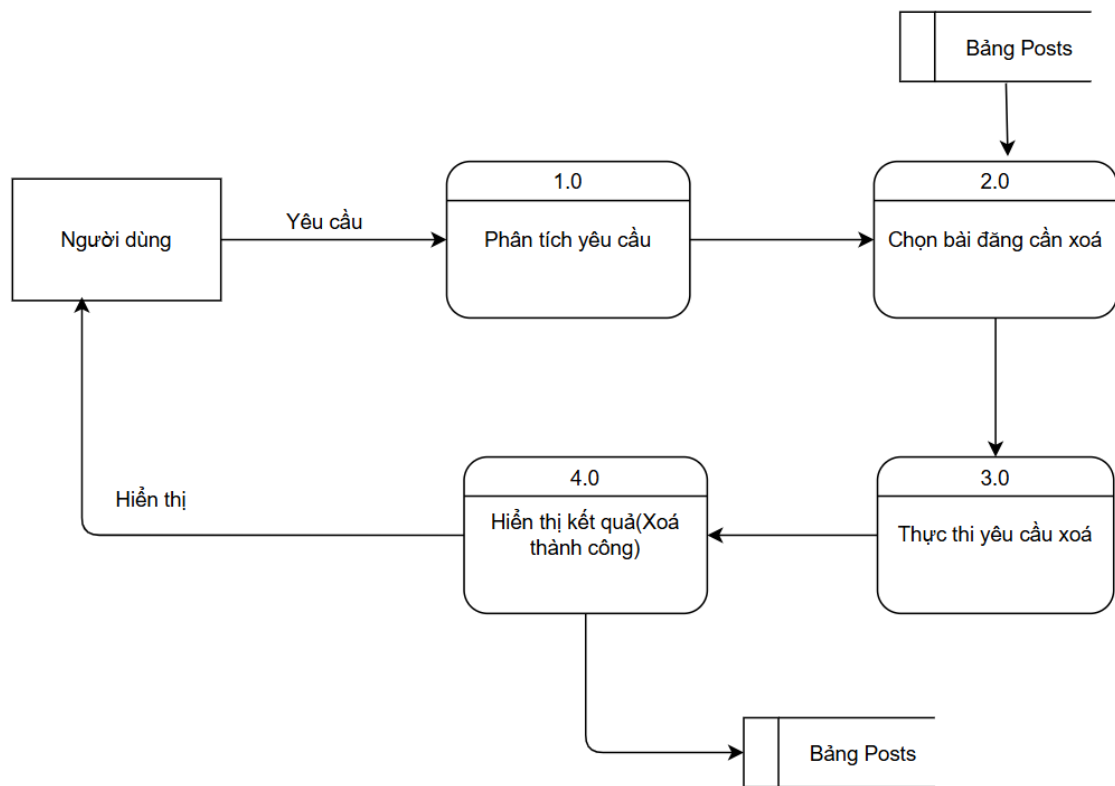 Bảng Posts
1.0
2.0
Người dùng
Yêu cầu
Phân tích yêu cầu
Chọn bài đăng cần xoá
4.0
3.0
Hiển thị
Hiển thị kết quả(Xoá
thành công)
Thực thi yêu cầu xoá
Bảng Posts